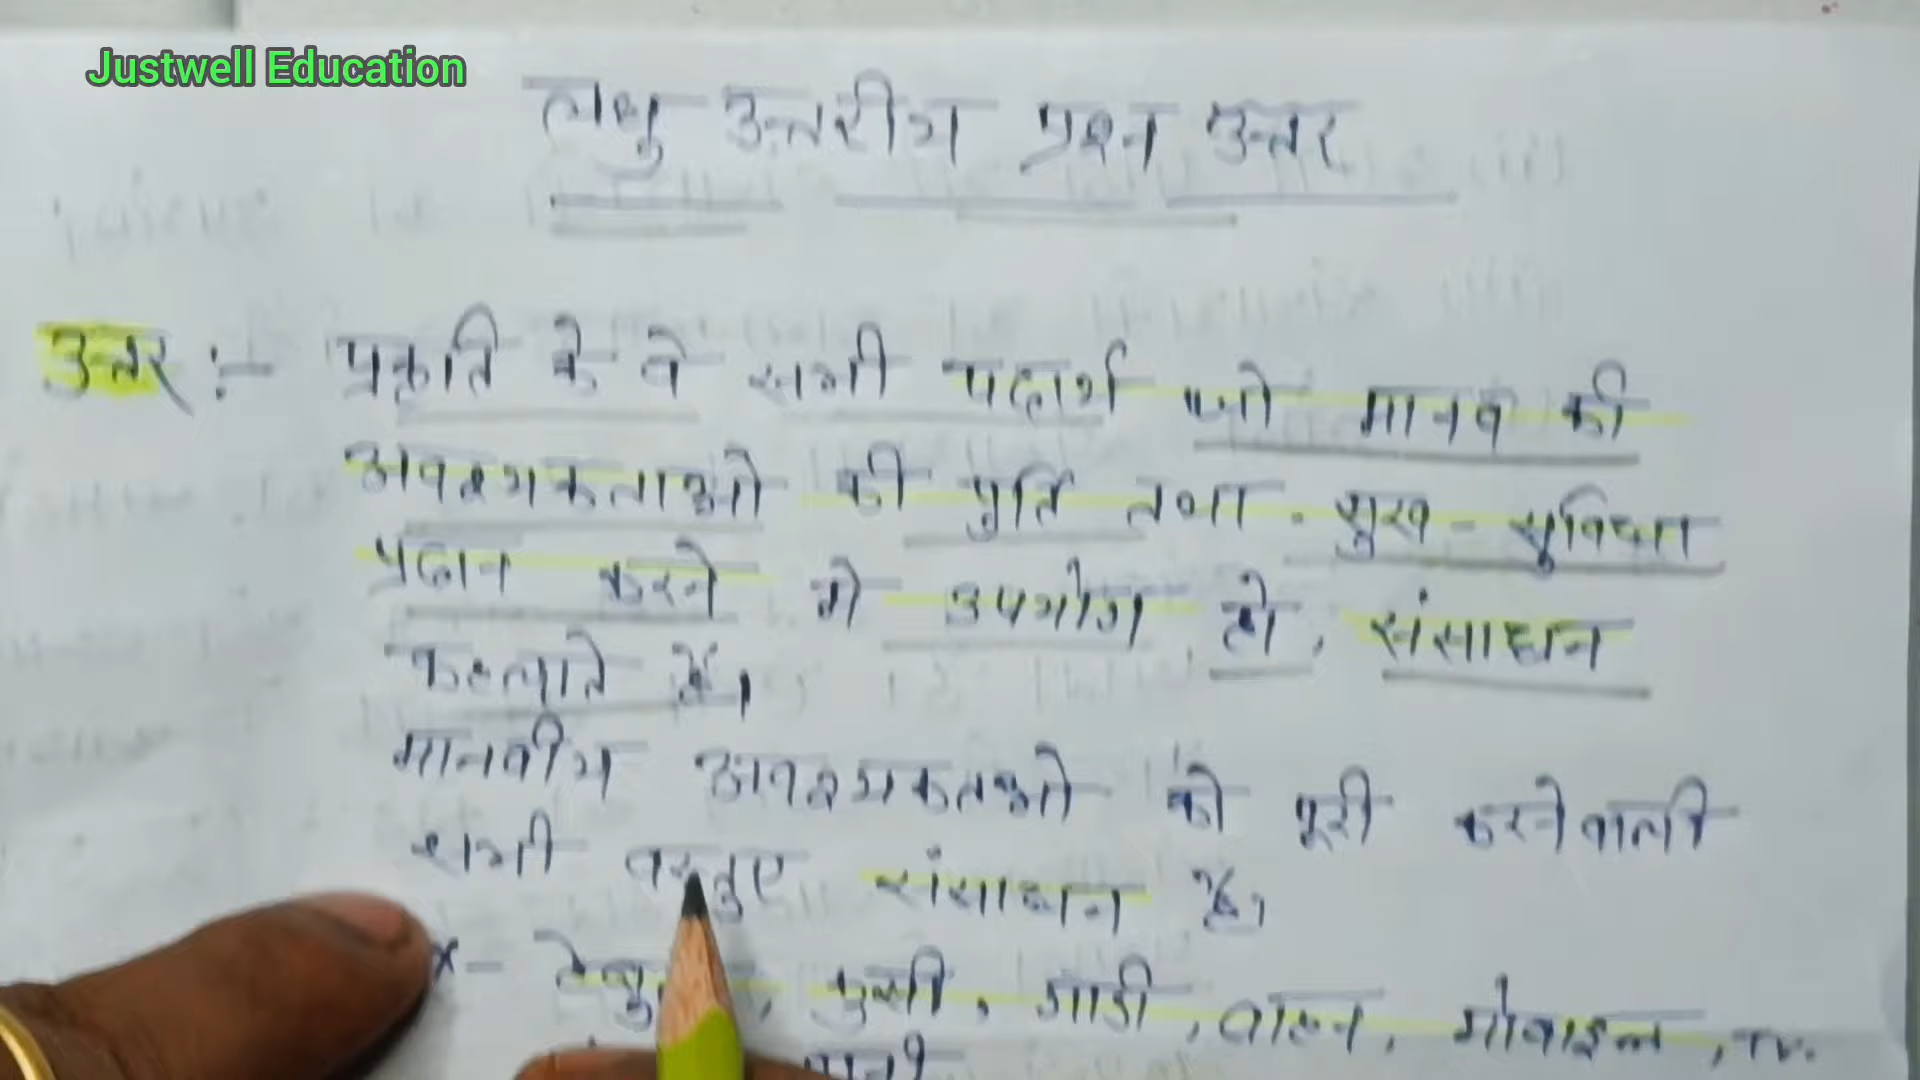 Justwell Education
लघु उत्तरीय प्रश्न उत्तर
उत्तर :- प्रकृति के वे सभी पदार्थ जो मानव की
आवश्यकताओ की पुर्ति तथा सुख - सुविधा
प्रदान करने मे उपयोग हो, संसाधन
कहलाते हैं।
मानवीय आवश्यकताओ को पूरी करनेवाली
सभी वस्तुए संसाधन हैं।
x - कुर्सी, गाडी, वाहन, मोबाइल, TV.